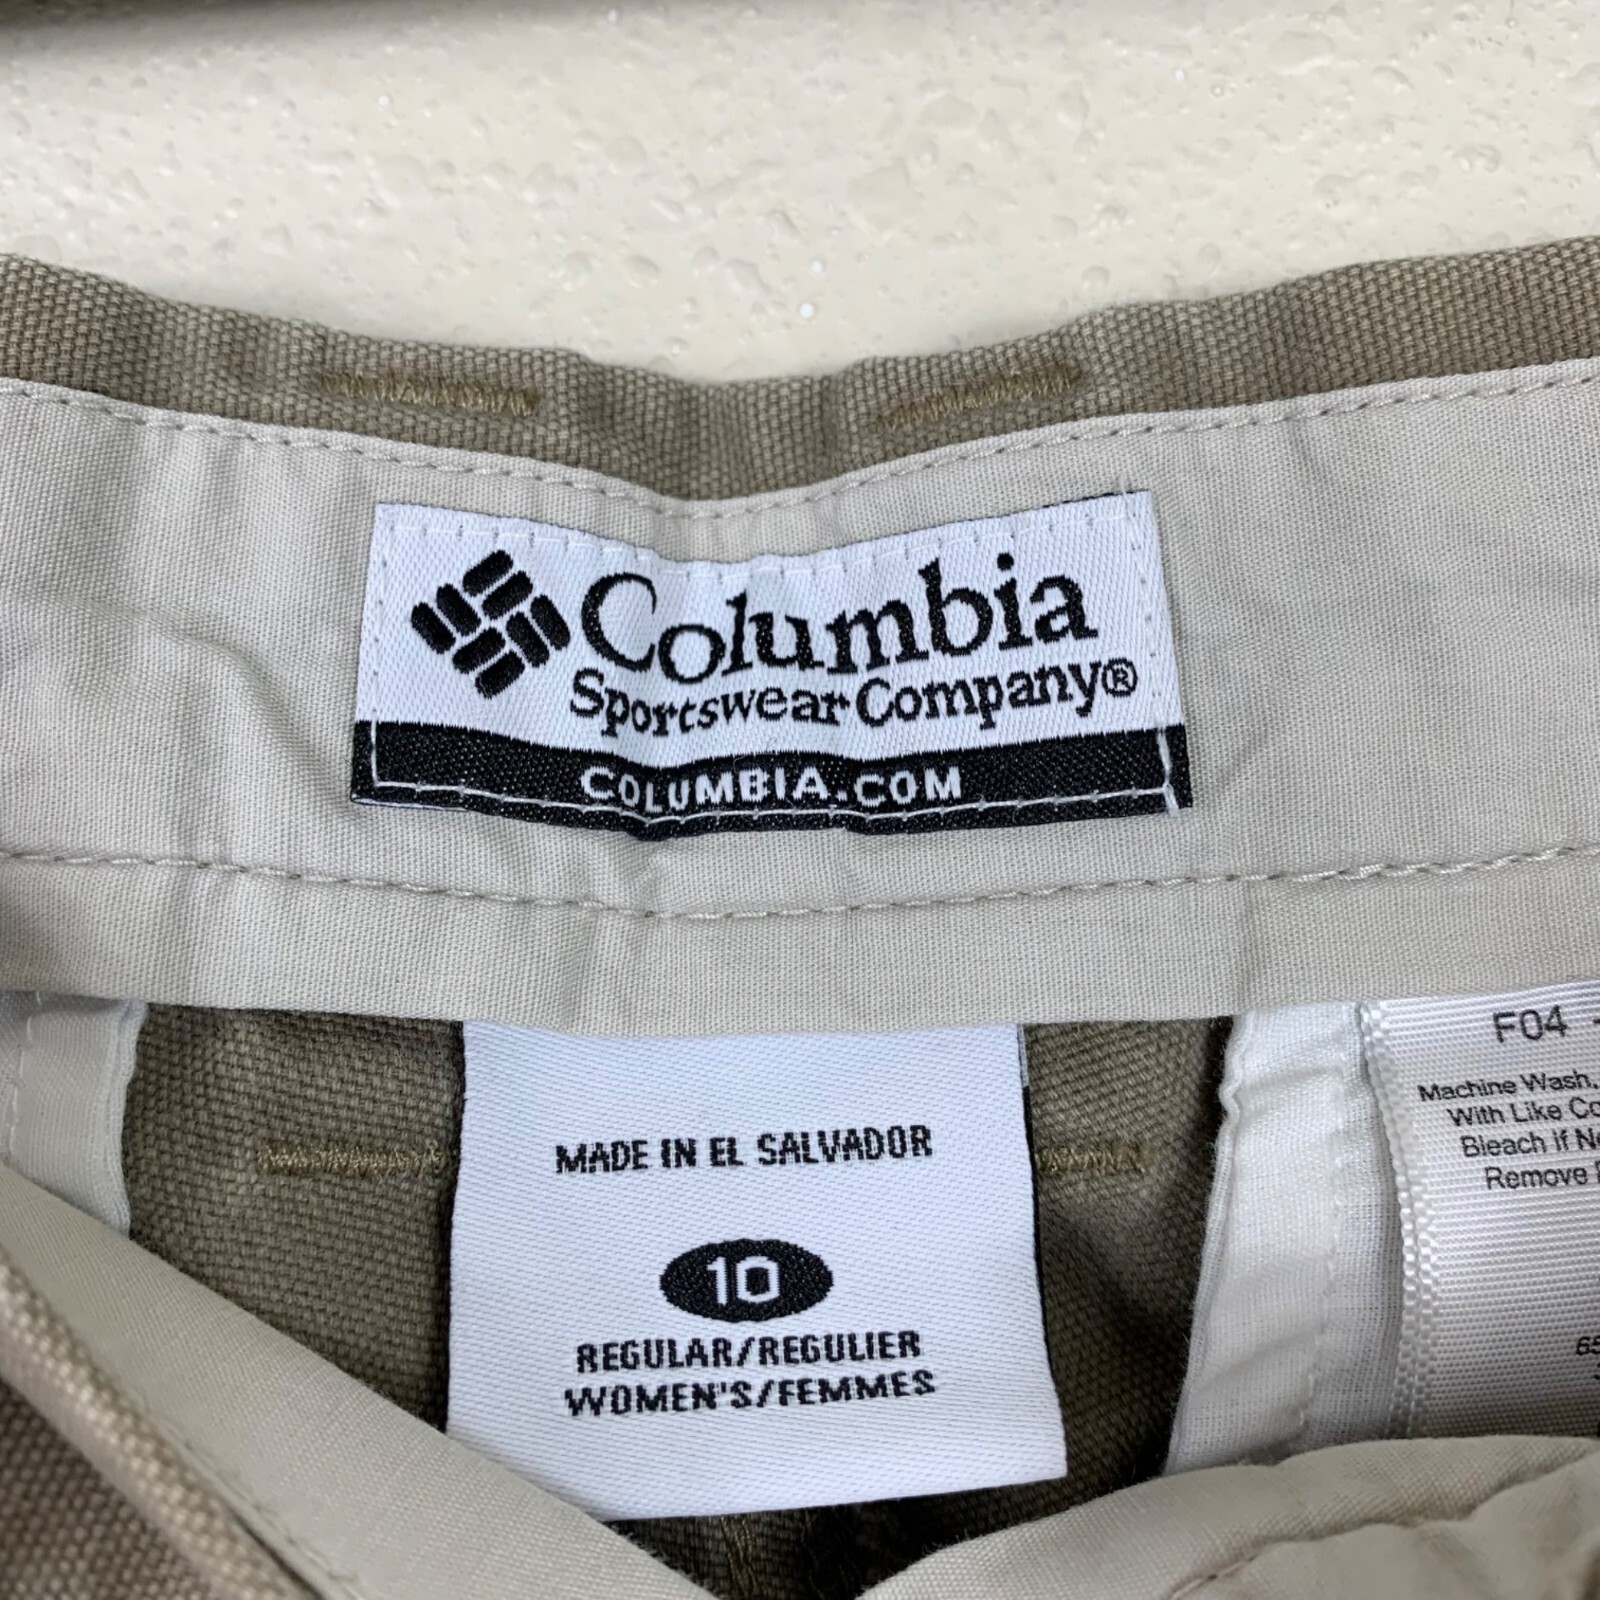 Columbia
Sportswear Company®
COLUMBIA.COM
MADE IN EL SALVADOR
10
REGULAR/REGULIER
WOMEN'S/FEMMES
F04
Machine Wash,
With Like
Bleach If
Remove